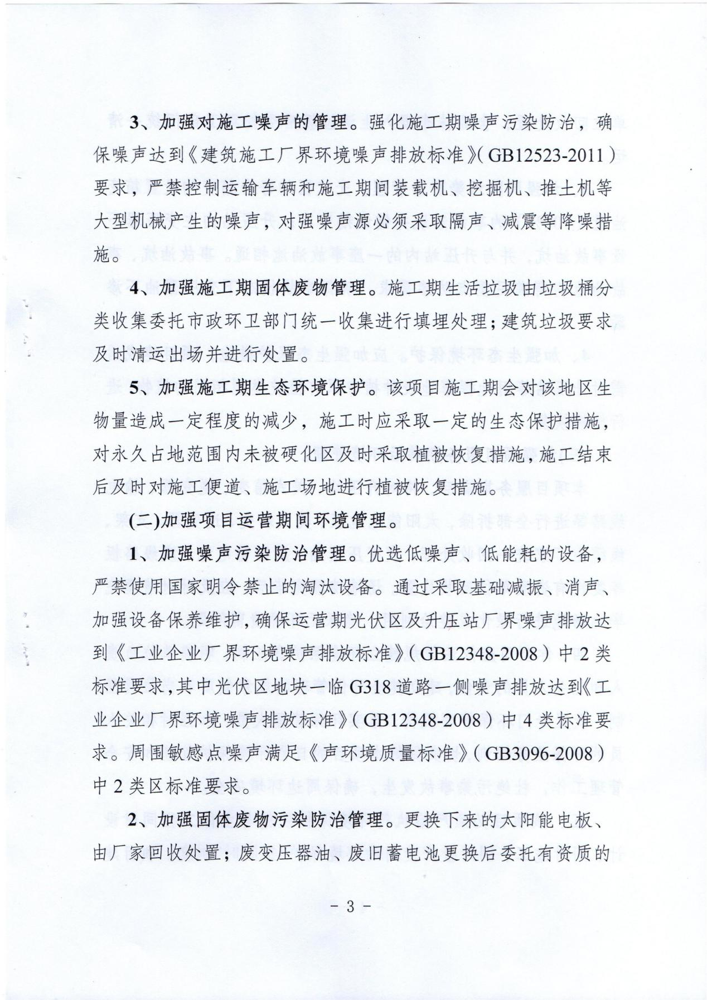 3、加强对施工噪声的管理。强化施工期噪声污染防治，确
保噪声达到《建筑施工厂界环境噪声排放标准》（GB12523-2011）
要求，严禁控制运输车辆和施工期间装载机、挖掘机、推土机等
大型机械产生的噪声，对强噪声源必须采取隔声、减震等降噪措
施。
4、加强施工期固体废物管理。施工期生活垃圾由垃圾桶分
类收集委托市政环卫部门统一收集进行填埋处理；建筑垃圾要求
及时清运出场并进行处置。
5、加强施工期生态环境保护。该项目施工期会对该地区生
物量造成一定程度的减少，施工时应采取一定的生态保护措施，
对永久占地范围内未被硬化区及时采取植被恢复措施，施工结束
后及时对施工便道、施工场地进行植被恢复措施。
(二)加强项目运营期间环境管理。
1、加强噪声污染防治管理。优选低噪声、低能耗的设备，
严禁使用国家明令禁止的淘汰设备。通过采取基础减振、消声、
加强设备保养维护，确保运营期光伏区及升压站厂界噪声排放达
到《工业企业厂界环境噪声排放标准》（GB12348-2008）中2类
标准要求，其中光伏区地块一临G318道路一侧噪声排放达到《工
业企业厂界环境噪声排放标准》（GB12348-2008）中4类标准要
求。周围敏感点噪声满足《声环境质量标准》（GB3096-2008）
中2类区标准要求。
2、加强固体废物污染防治管理。更换下来的太阳能电板、
由厂家回收处置；废变压器油、废旧蓄电池更换后委托有资质的
- 3 -